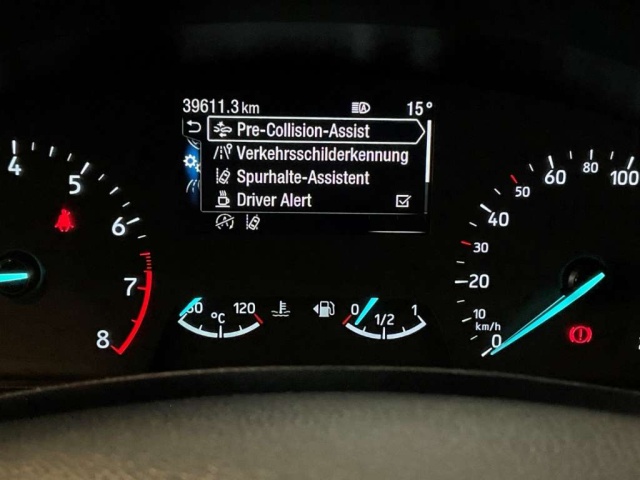 39611.3 km 15°
Pre-Collision-Assist
Verkehrsschilderkennung
Spurhalte-Assistent
Driver Alert
4 5 6 7 8
60 120
°C
0 1/2 1
0 10 20 30 40 50 60 80 100
km/h